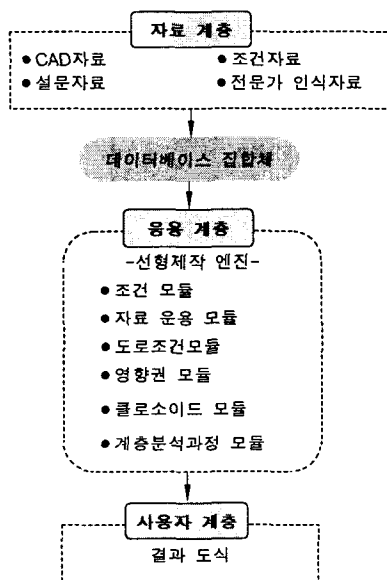 자료 계층
● CAD자료 ● 조건자료
● 설문자료 ● 전문가 인식자료
데이터베이스 집합체
응용 계층
-선형제작 엔진-
● 조건 모듈
● 자료 운용 모듈
● 도로조건모듈
● 영향권 모듈
● 클로소이드 모듈
● 계층분석과정 모듈
사용자 계층
결과 도식